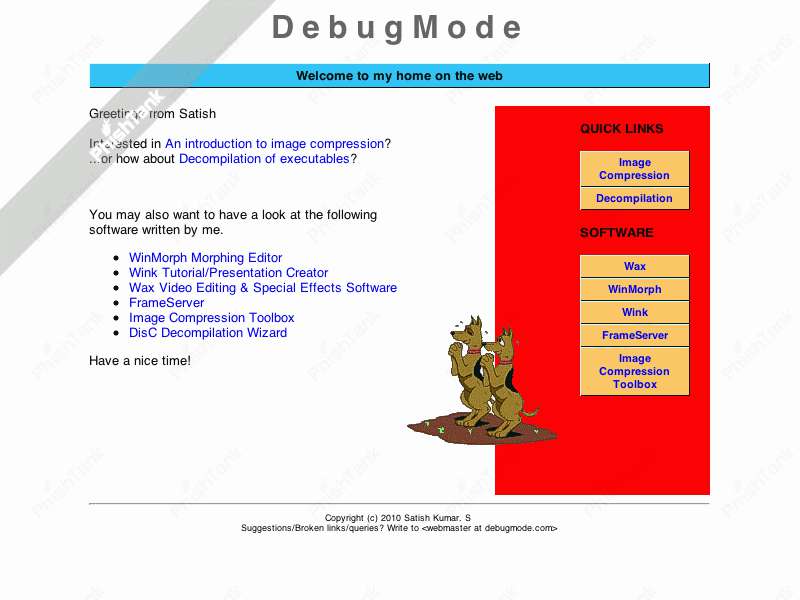 DebugMode
Welcome to my home on the web
Greetings from Satish
Interested in An introduction to image compression?
...or how about Decompilation of executables?
You may also want to have a look at the following
software written by me.
WinMorph Morphing Editor
Wink Tutorial/Presentation Creator
Wax Video Editing & Special Effects Software
FrameServer
Image Compression Toolbox
DisC Decompilation Wizard
Have a nice time!
QUICK LINKS
Image
Compression
Decompilation
SOFTWARE
Wax
WinMorph
Wink
FrameServer
Image
Compression
Toolbox
Copyright (c) 2010 Satish Kumar. S
Suggestions/Broken links/queries? Write to <webmaster at debugmode.com>
PhishTank